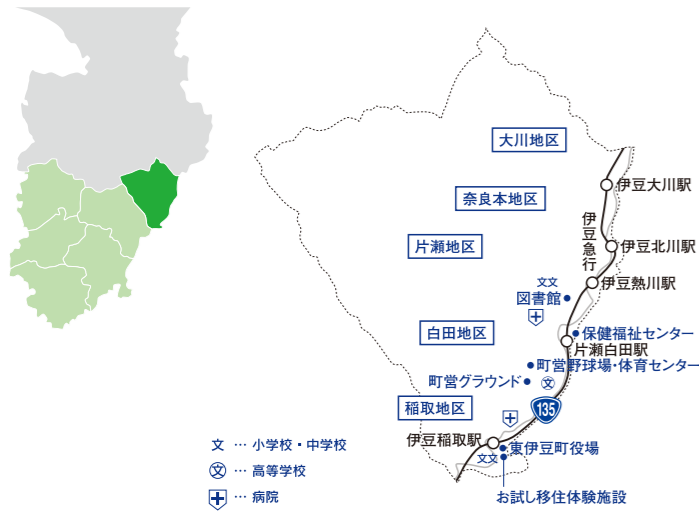 大川地区
伊豆大川駅
奈良本地区
伊豆急行
片瀬地区
伊豆北川駅
伊豆熱川駅
文文
図書館
保健福祉センター
白田地区
片瀬白田駅
町営野球場・体育センター
町営グラウンド
文
稲取地区
135
伊豆稲取駅
東伊豆町役場
文文
お試し移住体験施設
文 … 小学校・中学校
文 … 高等学校
… 病院